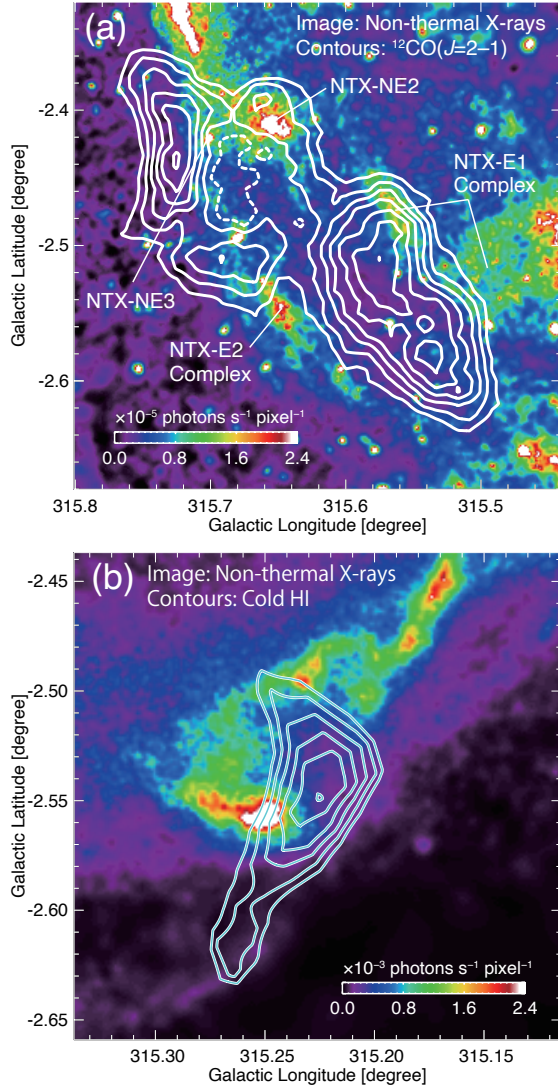 (a)
Image: Non-thermal X-rays
Contours: ¹²CO(J=2–1)
NTX-NE2
NTX-E1
Complex
NTX-NE3
NTX-E2
Complex
×10⁻⁵ photons s⁻¹ pixel⁻¹
0.0 0.8 1.6 2.4
-2.4
-2.5
-2.6
Galactic Latitude [degree]
315.8 315.7 315.6 315.5
Galactic Longitude [degree]
(b)
Image: Non-thermal X-rays
Contours: Cold HI
×10⁻³ photons s⁻¹ pixel⁻¹
0.0 0.8 1.6 2.4
-2.45
-2.50
-2.55
-2.60
-2.65
Galactic Latitude [degree]
315.30 315.25 315.20 315.15
Galactic Longitude [degree]